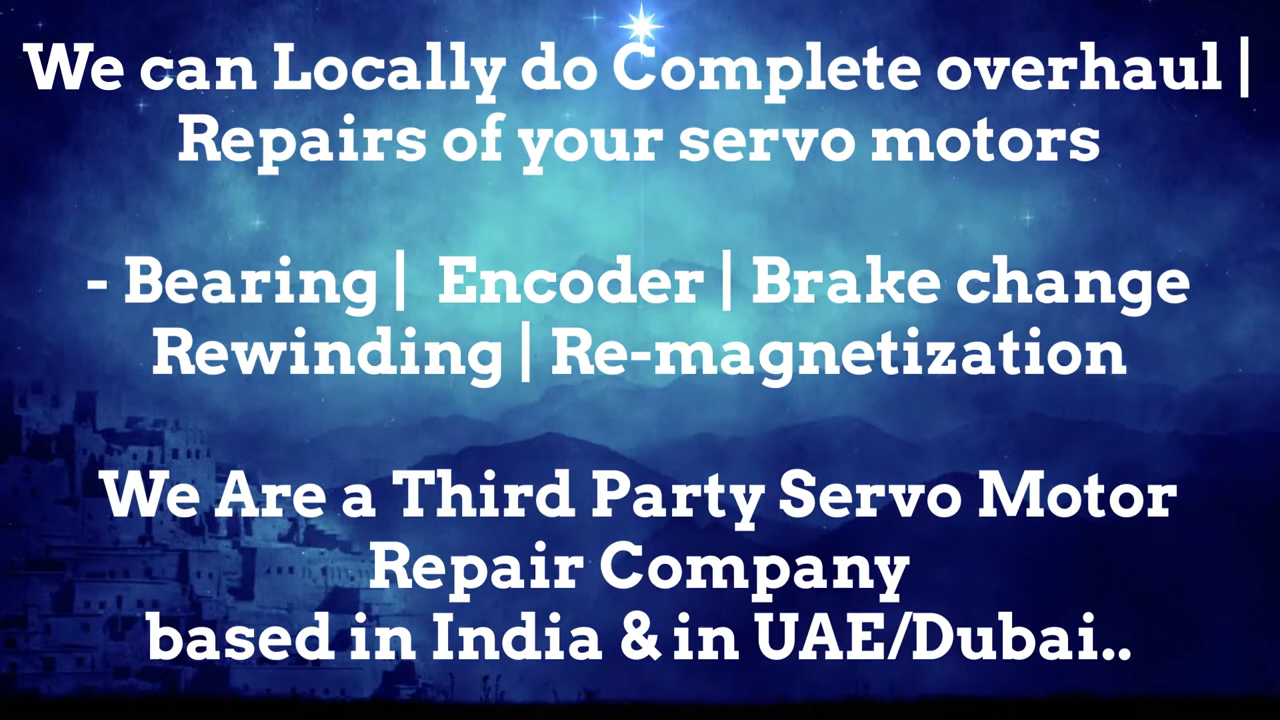 We can Locally do Complete overhaul |
Repairs of your servo motors
- Bearing | Encoder | Brake change
Rewinding | Re-magnetization
We Are a Third Party Servo Motor
Repair Company
based in India & in UAE/Dubai..